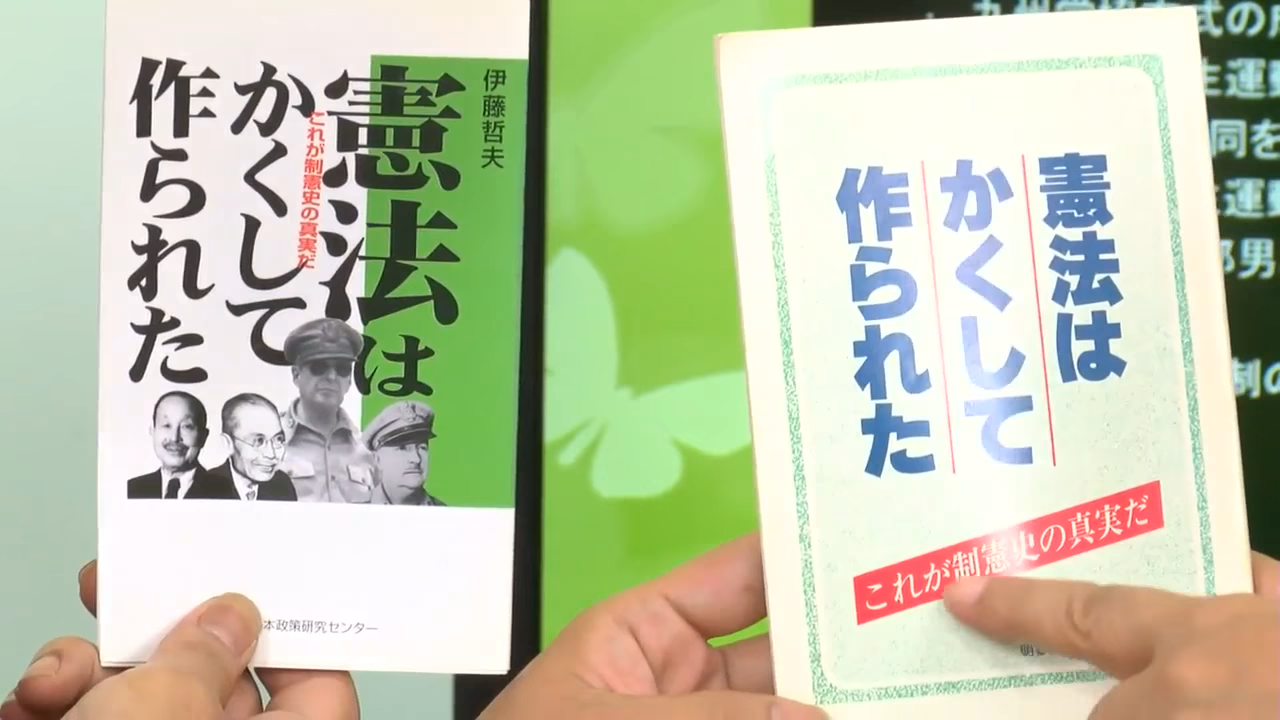 伊藤哲夫
憲法は
かくして
作られた
これが制憲史の真実だ
本政策研究センター
憲法は
かくして
作られた
これが制憲史の真実だ
式の
生運動
同を
運動
郎男
制の